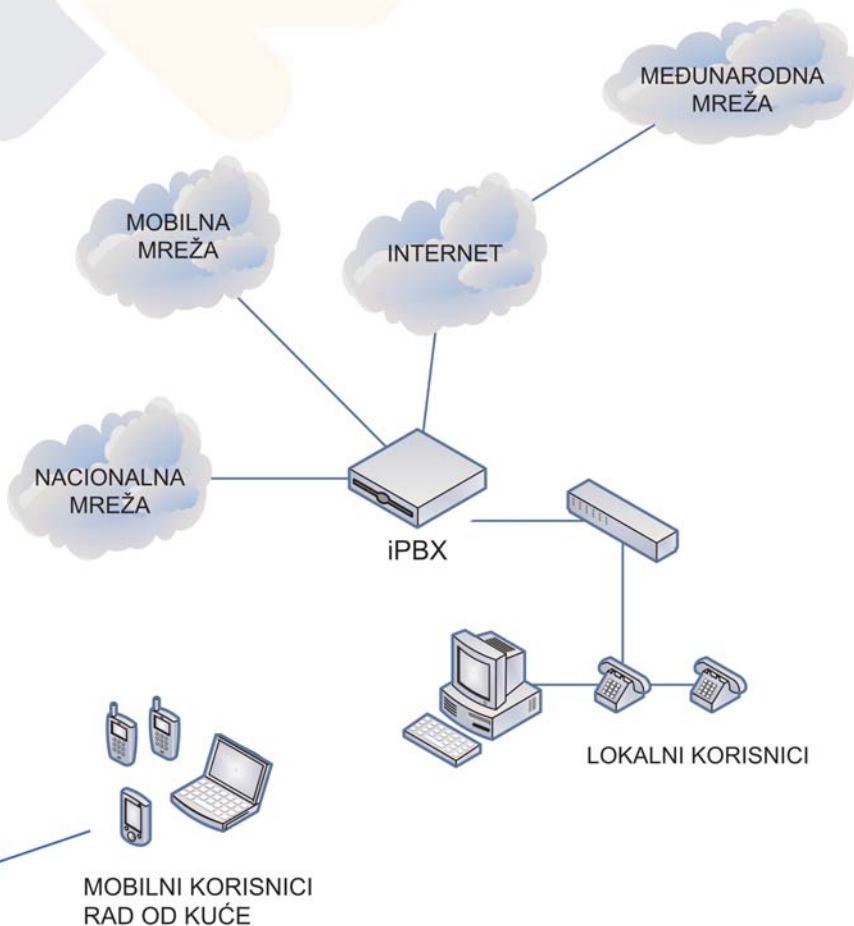 MEĐUNARODNA
MREŽA
MOBILNA
MREŽA
INTERNET
NACIONALNA
MREŽA
iPBX
LOKALNI KORISNICI
MOBILNI KORISNICI
RAD OD KUĆE